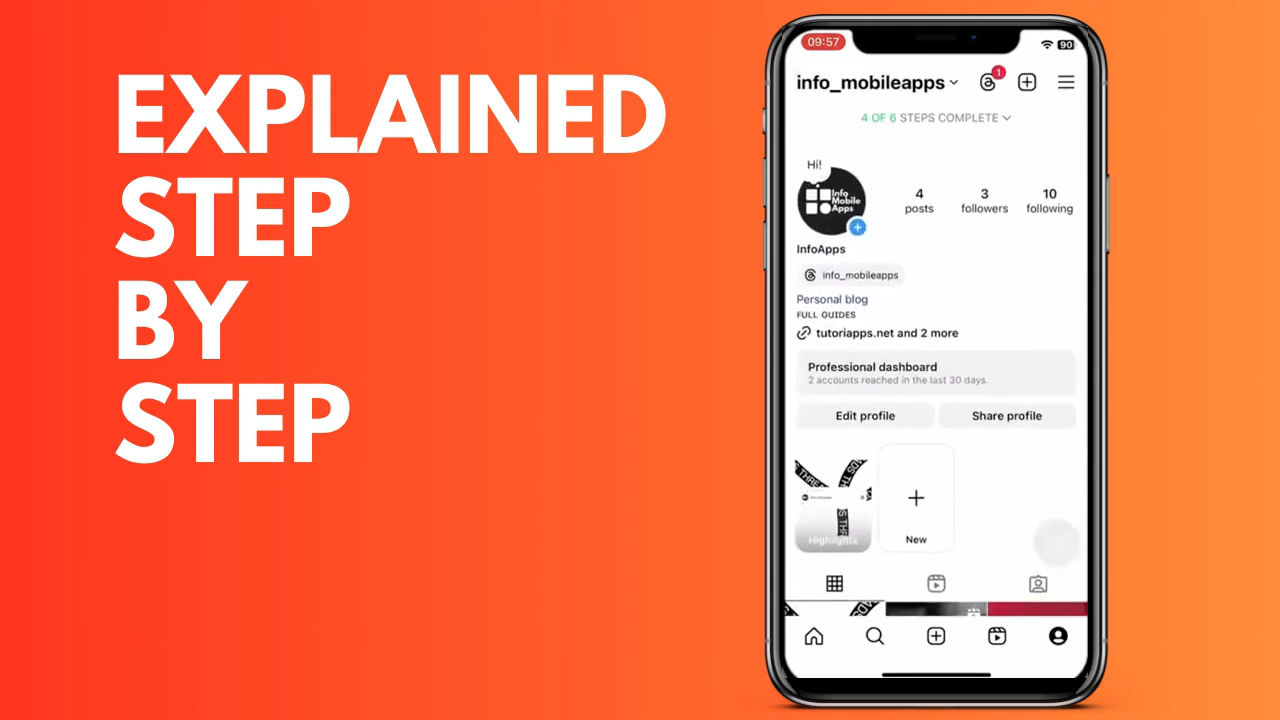 EXPLAINED
STEP
BY
STEP
09:57
90
info_mobileapps
1
4 OF 6 STEPS COMPLETE
Hi!
Info
Mobile
Apps
4
posts
3
followers
10
following
InfoApps
info_mobileapps
Personal blog
FULL GUIDES
tutoriapps.net and 2 more
Professional dashboard
2 accounts reached in the last 30 days.
Edit profile
Share profile
Highlights
New